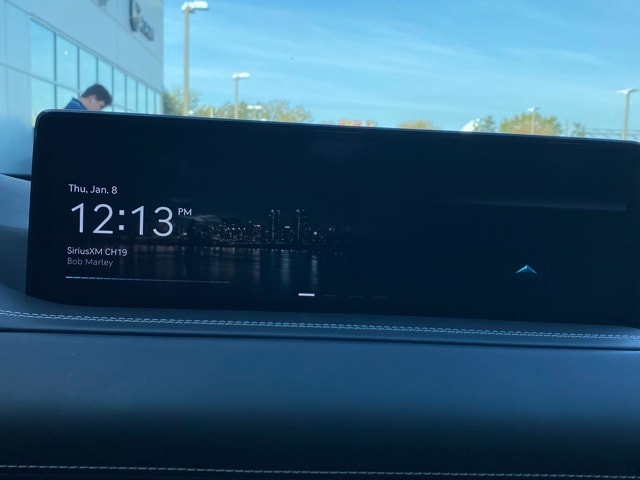 Thu, Jan. 8
12:13 PM
SiriusXM CH19
Bob Marley